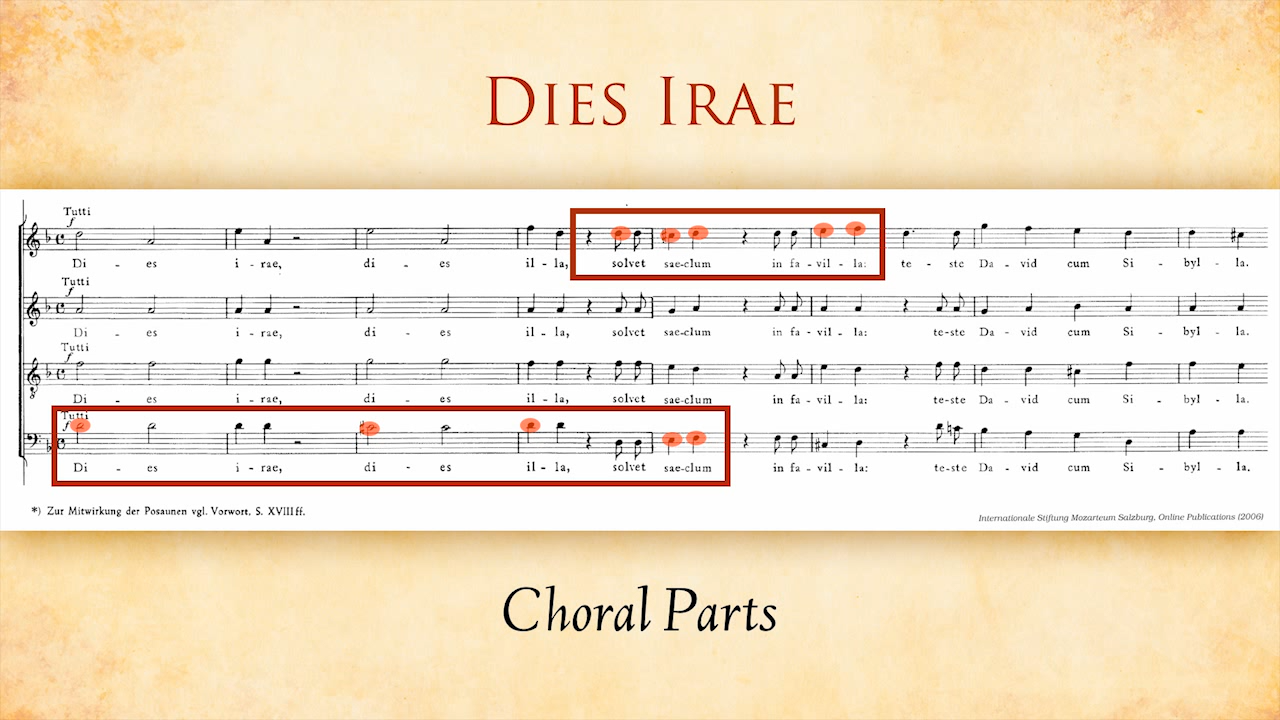 DIES IRAE
Tutti
f
Di - es i - rae, di - es il - la, solvet sae-clum in fa - vil - la: te - ste Da - vid cum Si - byl - la.
Tutti
f
Di - es i - rae, di - es il - la, solvet sae-clum in fa - vil - la: te-ste Da - vid cum Si - byl - la.
Tutti
f
Di - es i - rae, di - es il - la, solvet sae-clum in fa - vil - la: te-ste Da - vid cum Si - byl - la.
Tutti
f
Di - es i - rae, di - es il - la, solvet sae-clum in fa - vil - la: te-ste Da - vid cum Si - byl - la.
*) Zur Mitwirkung der Posaunen vgl. Vorwort, S. XVIII ff.
Internationale Stiftung Mozarteum Salzburg, Online Publications (2006)
Choral Parts